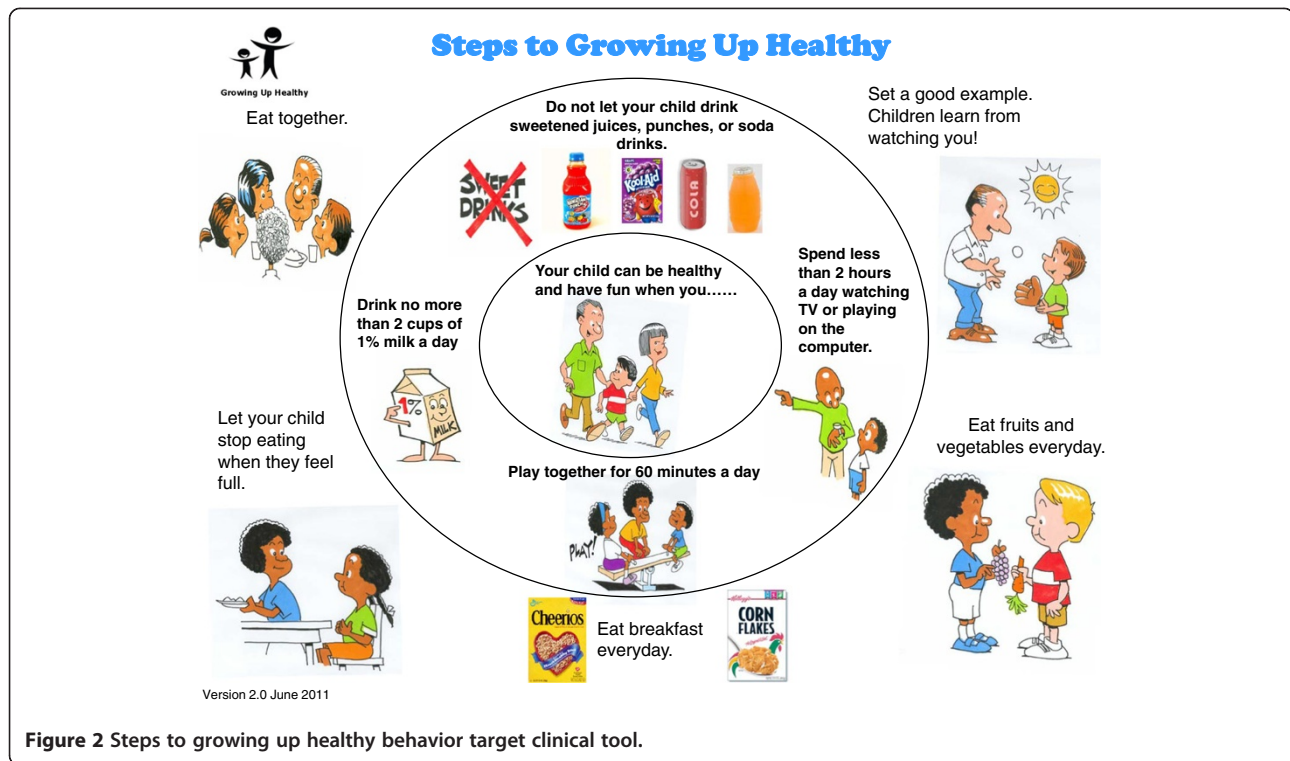 Steps to Growing Up Healthy
Growing Up Healthy
Eat together.
Do not let your child drink
sweetened juices, punches, or soda
drinks.
SWEET
DRINKS
Kool-Aid
COLA
Set a good example.
Children learn from
watching you!
Your child can be healthy
and have fun when you......
Spend less
than 2 hours
a day watching
TV or playing
on the
computer.
Drink no more
than 2 cups of
1% milk a day
1%
MILK
Let your child
stop eating
when they feel
full.
Eat fruits and
vegetables everyday.
Play together for 60 minutes a day
PLAY!
Cheerios
Eat breakfast
everyday.
Kellogg's
CORN
FLAKES
Version 2.0 June 2011
Figure 2 Steps to growing up healthy behavior target clinical tool.